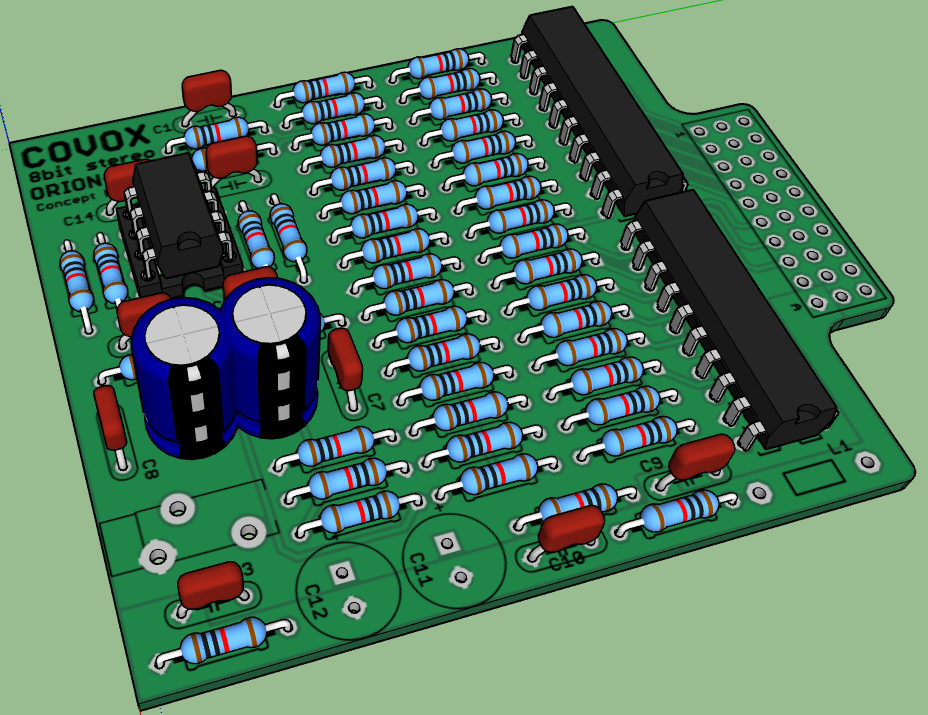 COVOX
8bit stereo
ORION
Concept
C1
C14
C7
C8
C9
L1
C10
C11
C12
3